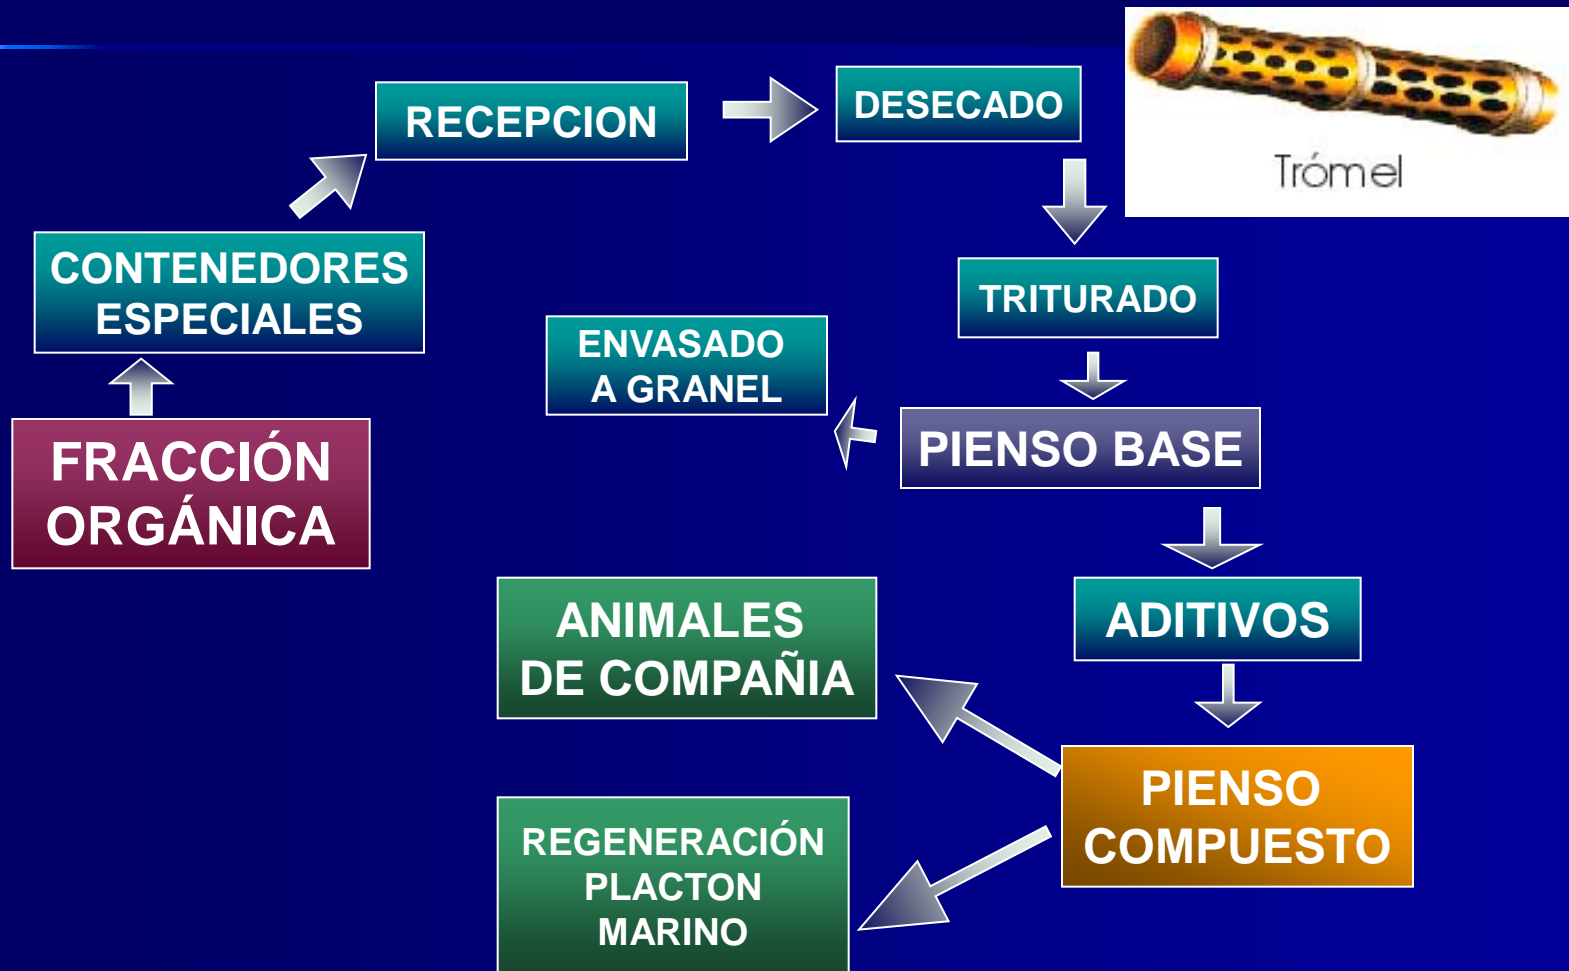 RECEPCION
DESECADO
Trómel
CONTENEDORES
ESPECIALES
TRITURADO
ENVASADO
A GRANEL
FRACCIÓN
ORGÁNICA
PIENSO BASE
ANIMALES
DE COMPAÑIA
ADITIVOS
PIENSO
COMPUESTO
REGENERACIÓN
PLACTON
MARINO